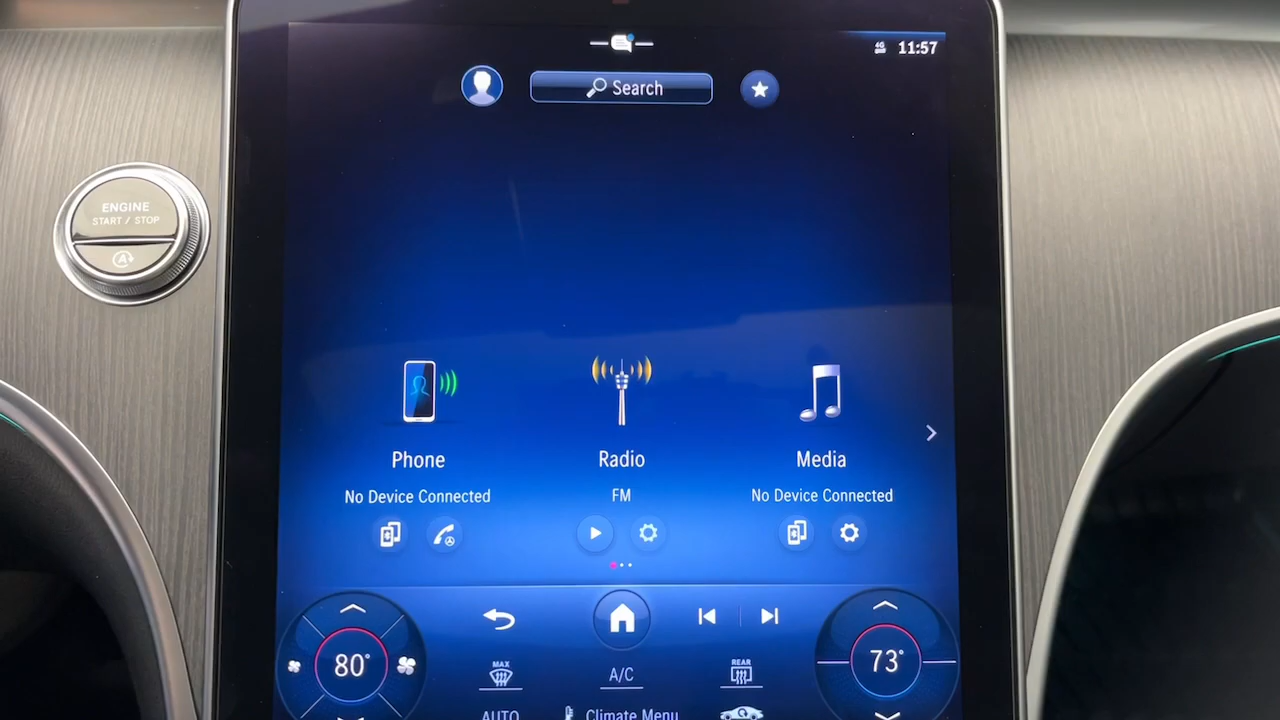 4G
11:57
Search
ENGINE
START / STOP
A
Phone
Radio
Media
No Device Connected
FM
No Device Connected
80°
73°
MAX
A/C
REAR
AUTO
Climate Menu